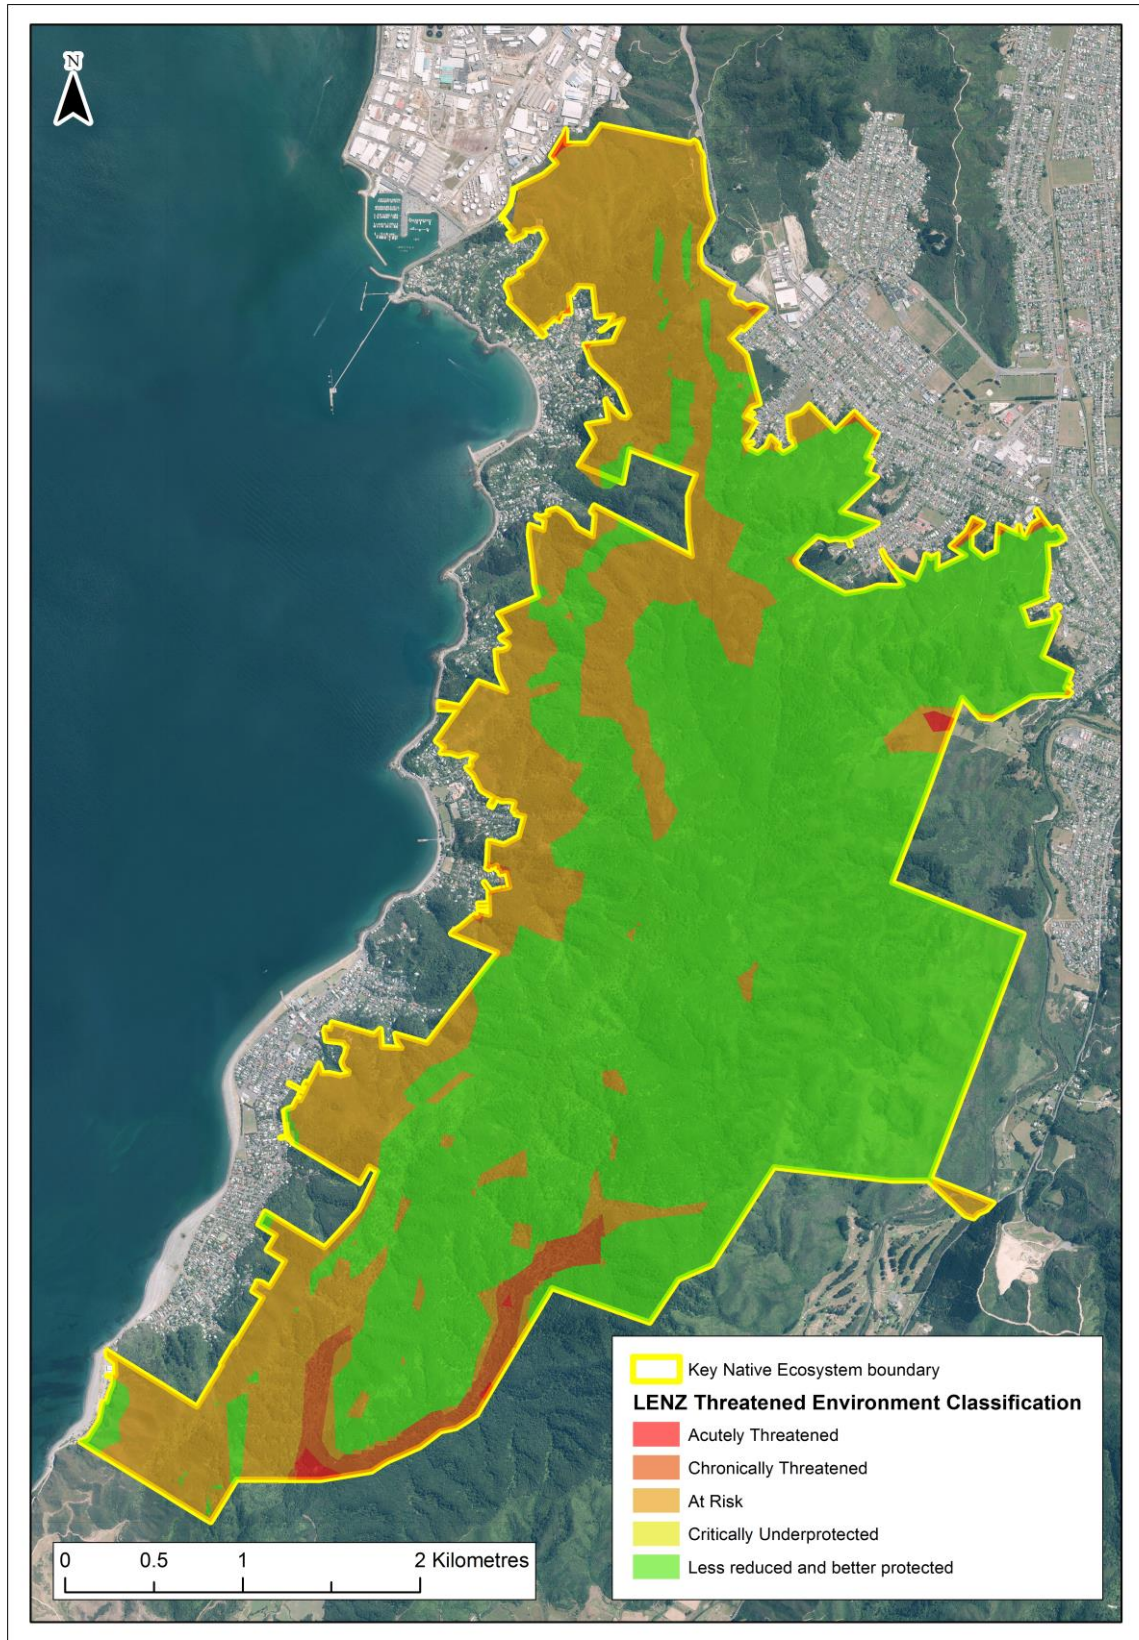 N
Key Native Ecosystem boundary
LENZ Threatened Environment Classification
Acutely Threatened
Chronically Threatened
At Risk
Critically Underprotected
Less reduced and better protected
0 0.5 1 2 Kilometres